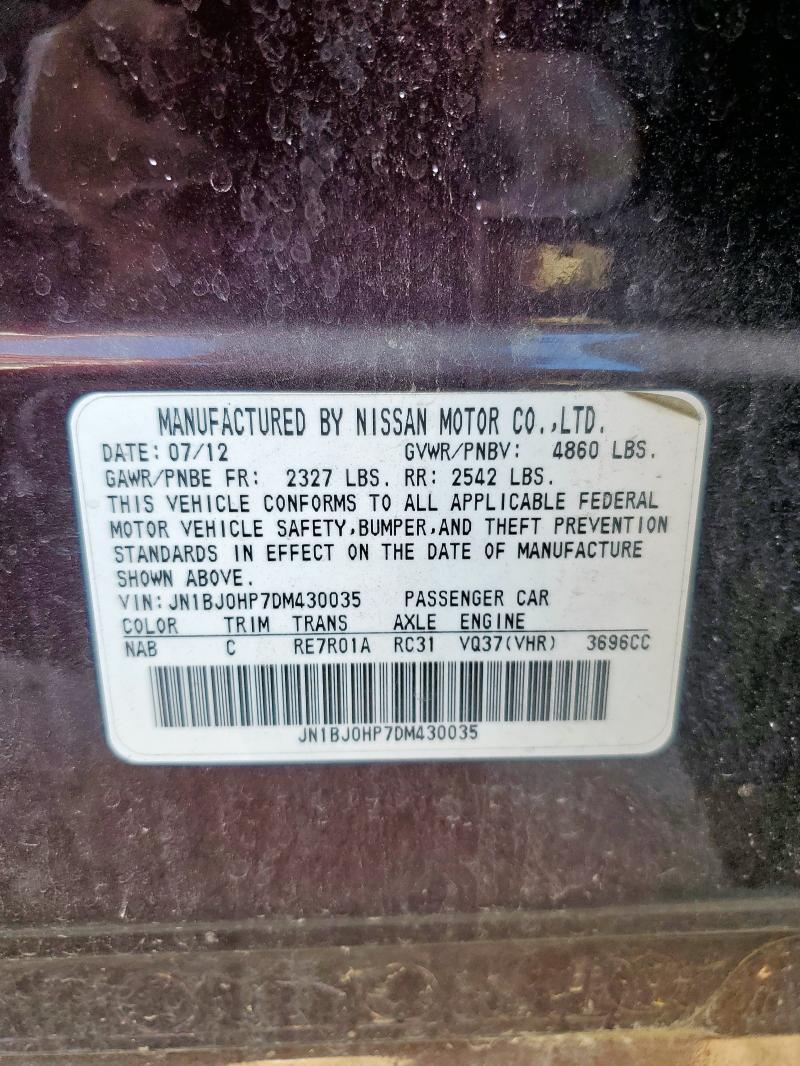 MANUFACTURED BY NISSAN MOTOR CO.,LTD.
DATE: 07/12 GVWR/PNBV: 4860 LBS.
GAWR/PNBE FR: 2327 LBS. RR: 2542 LBS.
THIS VEHICLE CONFORMS TO ALL APPLICABLE FEDERAL
MOTOR VEHICLE SAFETY,BUMPER,AND THEFT PREVENTION
STANDARDS IN EFFECT ON THE DATE OF MANUFACTURE
SHOWN ABOVE.
VIN: JN1BJ0HP7DM430035 PASSENGER CAR
COLOR TRIM TRANS AXLE ENGINE
NAB C RE7R01A RC31 VQ37(VHR) 3696CC
JN1BJ0HP7DM430035